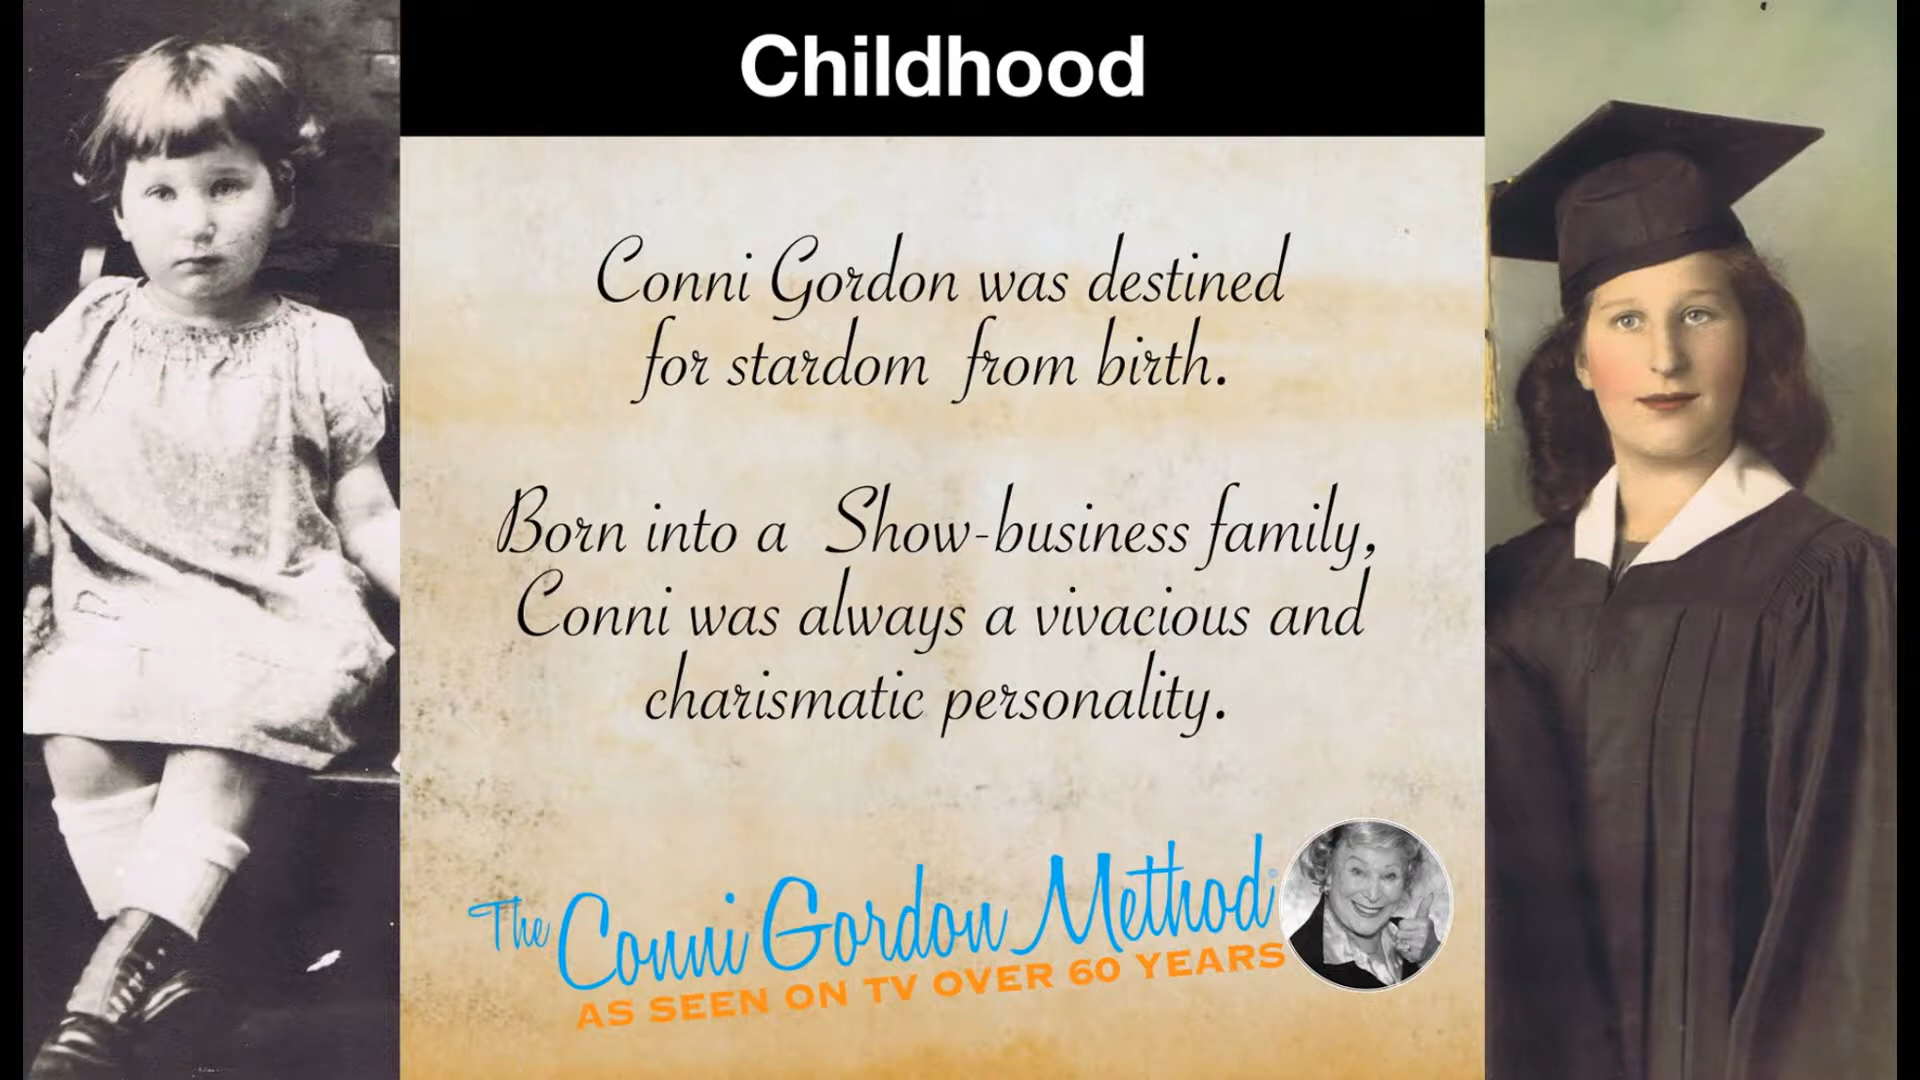 Childhood
Conni Gordon was destined
for stardom from birth.
Born into a Show-business family,
Conni was always a vivacious and
charismatic personality.
The Conni Gordon Method
AS SEEN ON TV OVER 60 YEARS